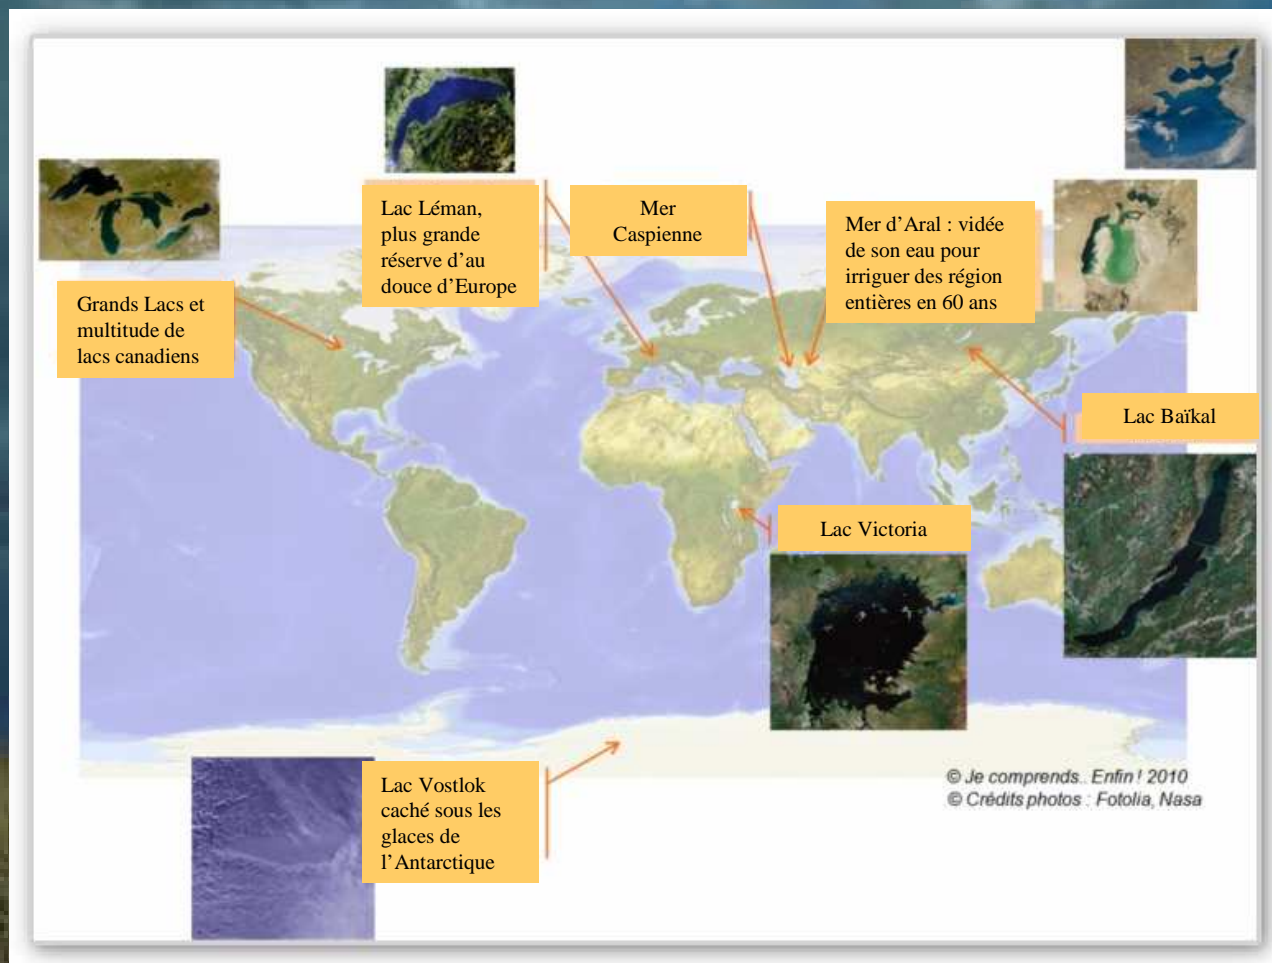 Lac Léman,
plus grande
réserve d’au
douce d’Europe
Mer
Caspienne
Mer d’Aral : vidée
de son eau pour
irriguer des région
entières en 60 ans
Grands Lacs et
multitude de
lacs canadiens
Lac Baïkal
Lac Victoria
Lac Vostlok
caché sous les
glaces de
l’Antarctique
© Je comprends.. Enfin ! 2010
© Crédits photos : Fotolia, Nasa